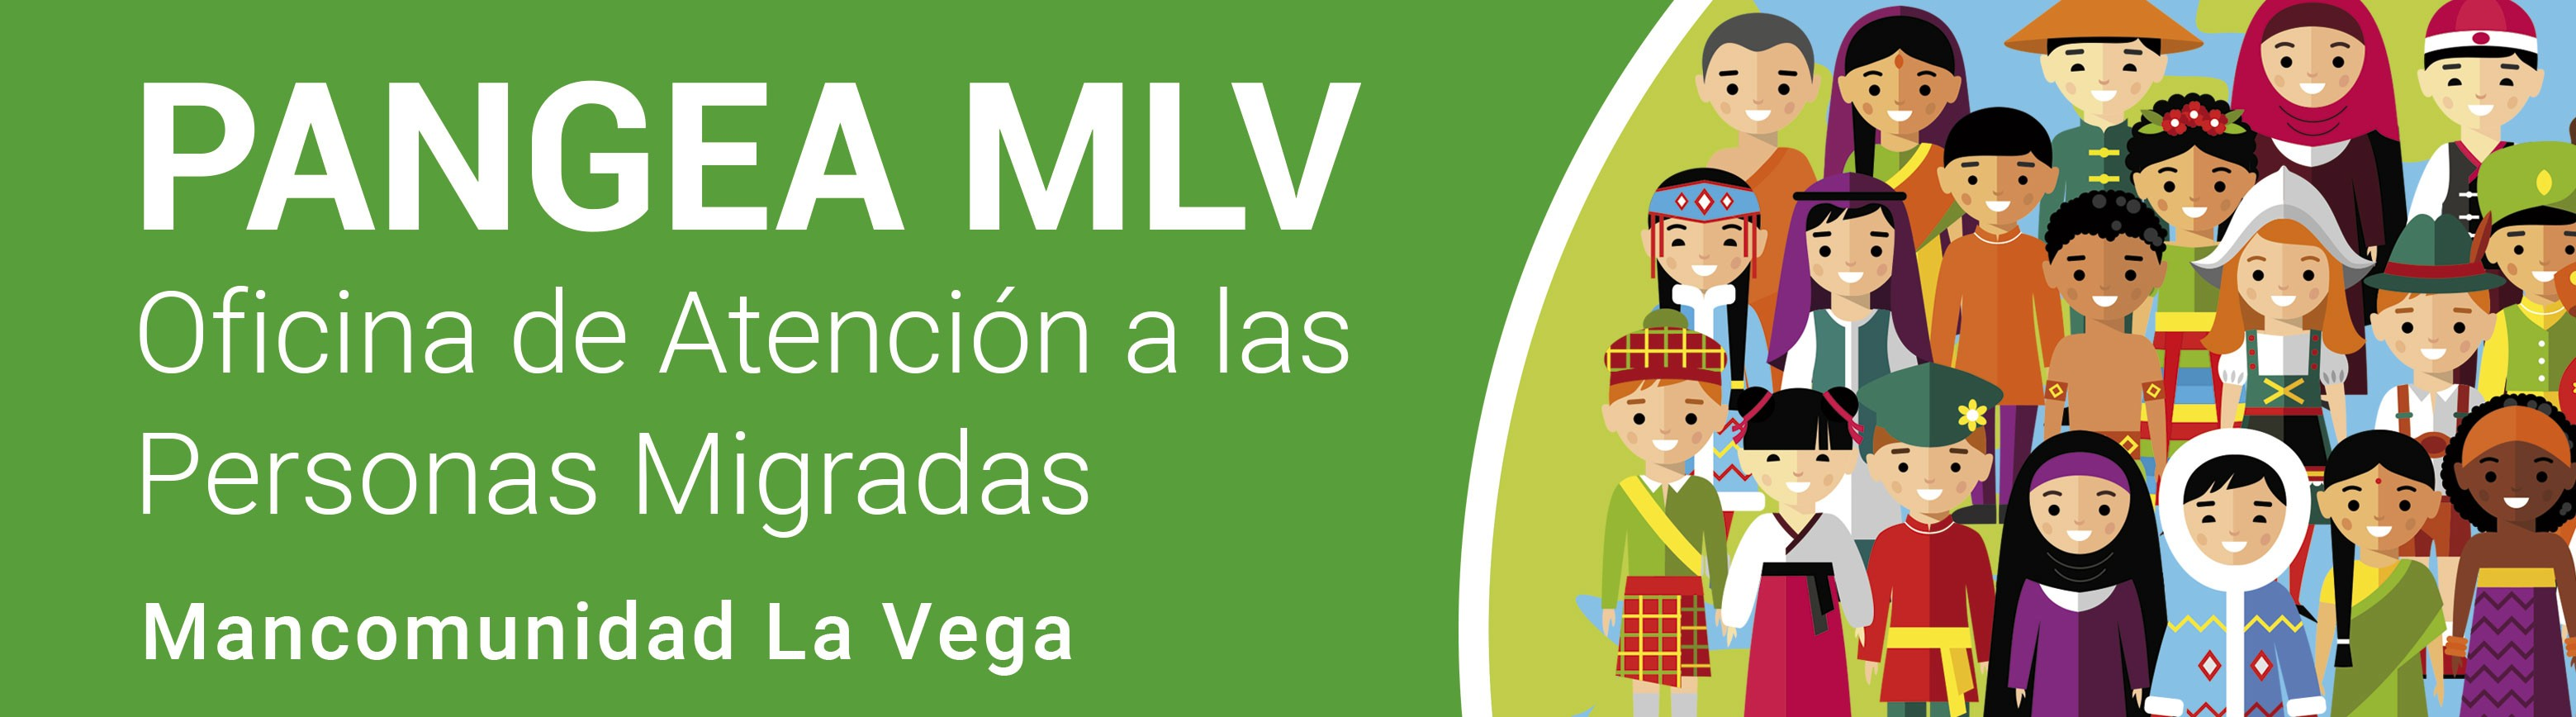 PANGEA MLV
Oficina de Atención a las
Personas Migradas
Mancomunidad La Vega